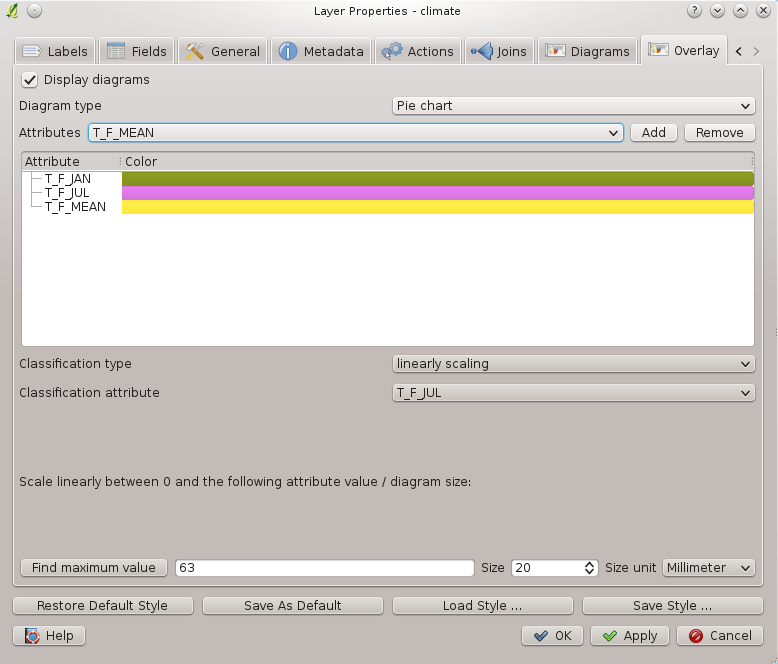 Layer Properties - climate
Labels Fields General Metadata Actions Joins Diagrams Overlay
Display diagrams
Diagram type Pie chart
Attributes T_F_MEAN Add Remove
Attribute Color
T_F_JAN
T_F_JUL
T_F_MEAN
Classification type linearly scaling
Classification attribute T_F_JUL
Scale linearly between 0 and the following attribute value / diagram size:
Find maximum value 63 Size 20 Size unit Millimeter
Restore Default Style Save As Default Load Style ... Save Style ...
Help OK Apply Cancel